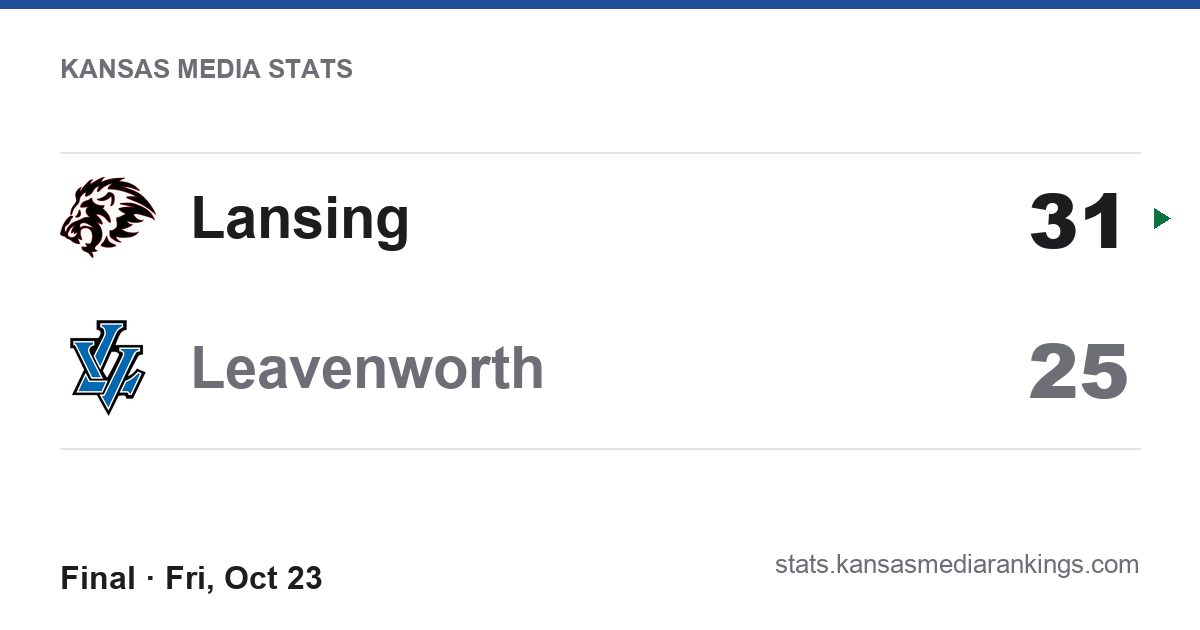 KANSAS MEDIA STATS
Lansing 31
Leavenworth 25
Final · Fri, Oct 23
stats.kansasmediarankings.com